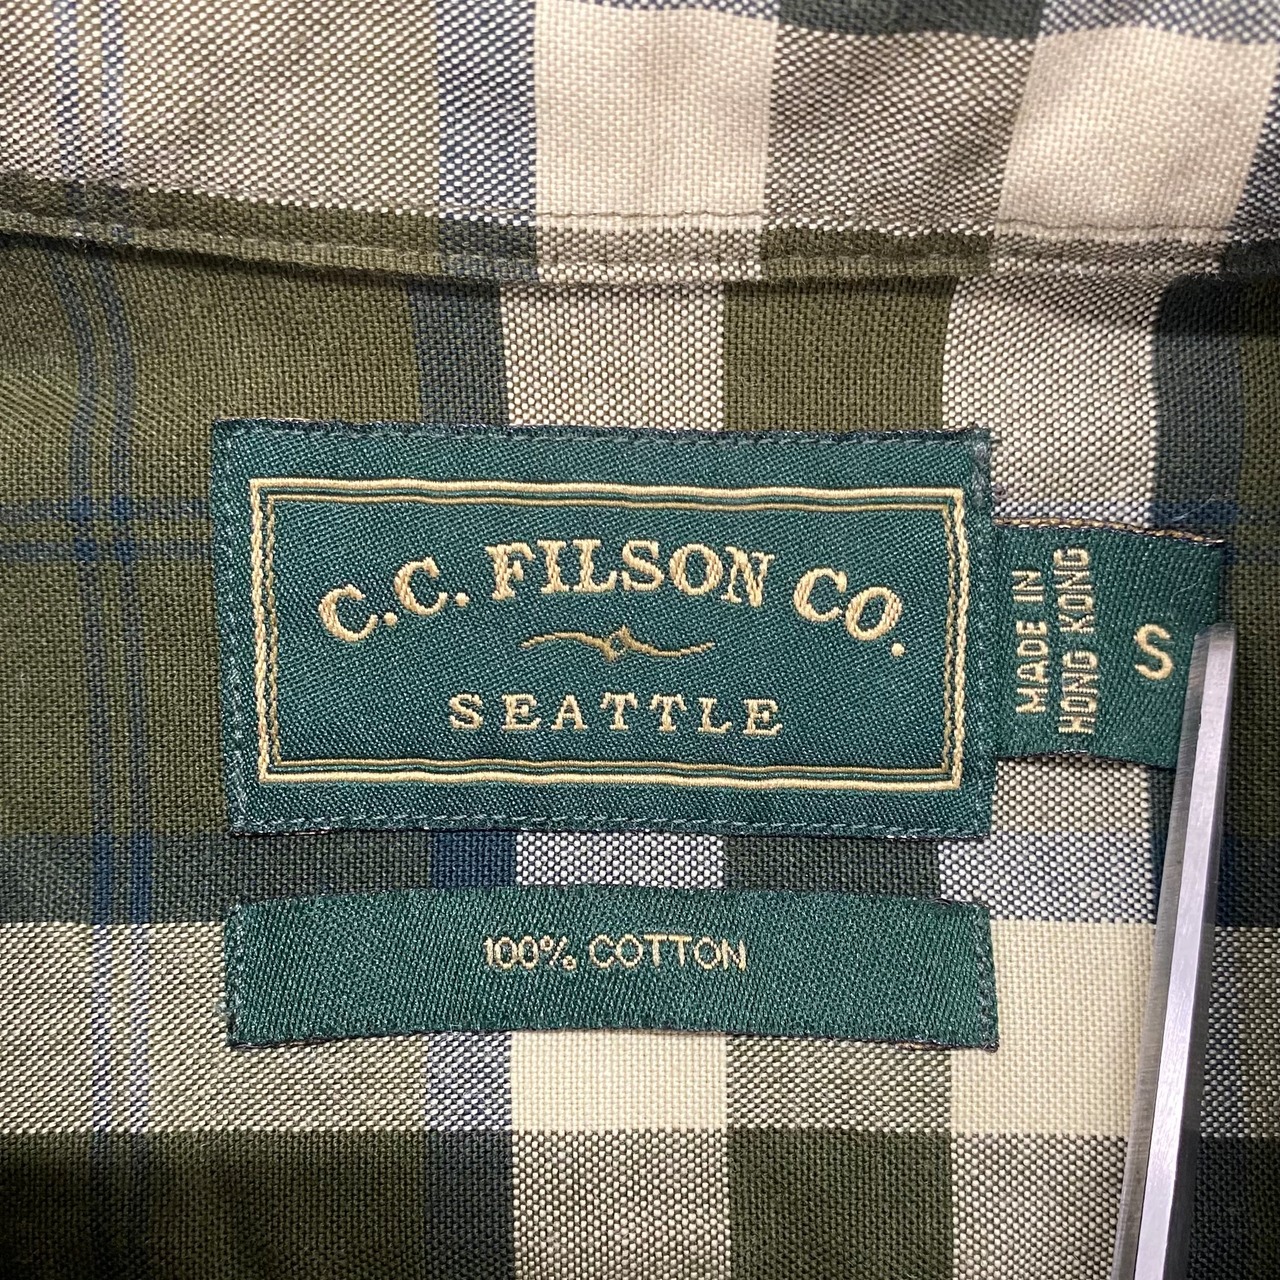 C.C. FILSON CO.
SEATTLE
MADE IN
HONG KONG
S
100% COTTON